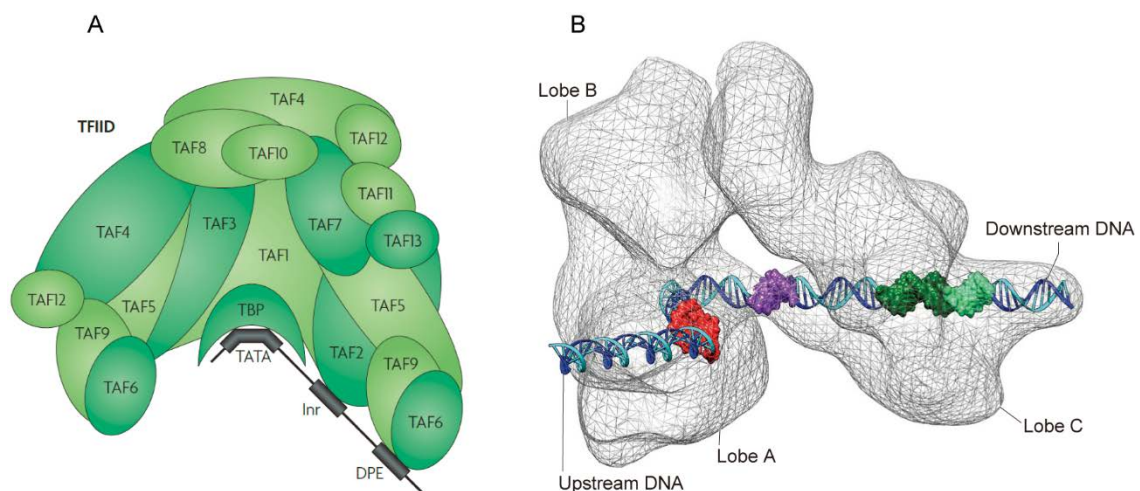 A
TFIID
TAF4
TAF8
TAF10
TAF12
TAF11
TAF4
TAF3
TAF7
TAF13
TAF1
TAF12
TAF5
TAF5
TBP
TATA
TAF9
TAF2
TAF9
TAF6
Inr
TAF6
DPE
B
Lobe B
Downstream DNA
Lobe C
Lobe A
Upstream DNA